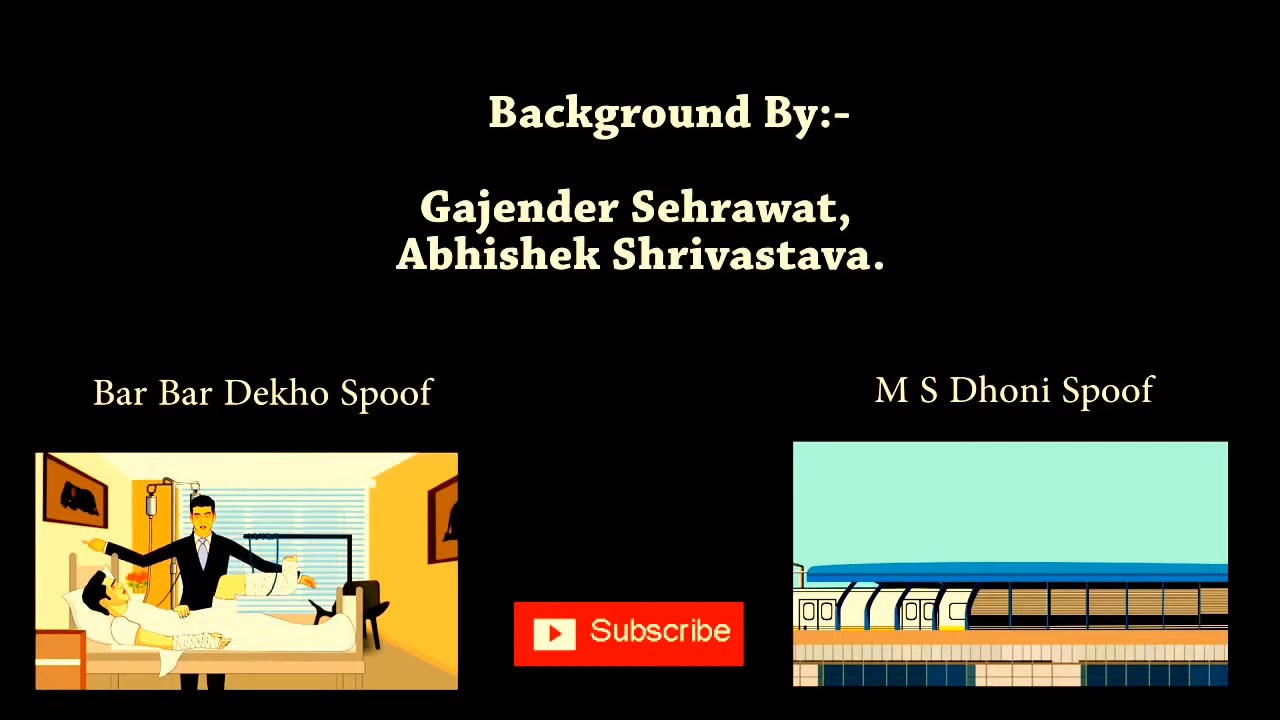 Background By:-
Gajender Sehrawat,
Abhishek Shrivastava.
Bar Bar Dekho Spoof
M S Dhoni Spoof
Subscribe